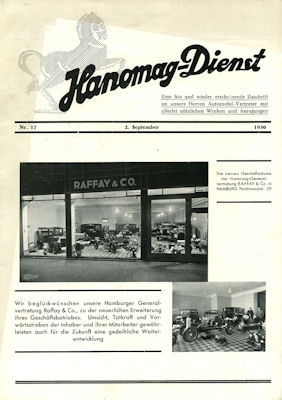 Hanomag-Dienst
Eine hin und wieder erscheinende Zuschrift
an unsere Herren Automobil-Vertreter mit
allerlei nützlichen Winken und Anregungen
Nr. 17 2. September 1930
RAFFAY & CO.
Die neuen Geschäftsräume
der Hanomag-General-
vertretung RAFFAY & Co. in
HAMBURG Ferdinandstr. 29
Wir beglückwünschen unsere Hamburger General-
vertretung Raffay & Co., zu der neuerlichen Erweiterung
ihres Geschäftsbetriebes. Umsicht, Tatkraft und Vor-
wärtsstreben der Inhaber und ihrer Mitarbeiter gewähr-
leisten auch für die Zukunft eine gedeihliche Weiter-
entwicklung